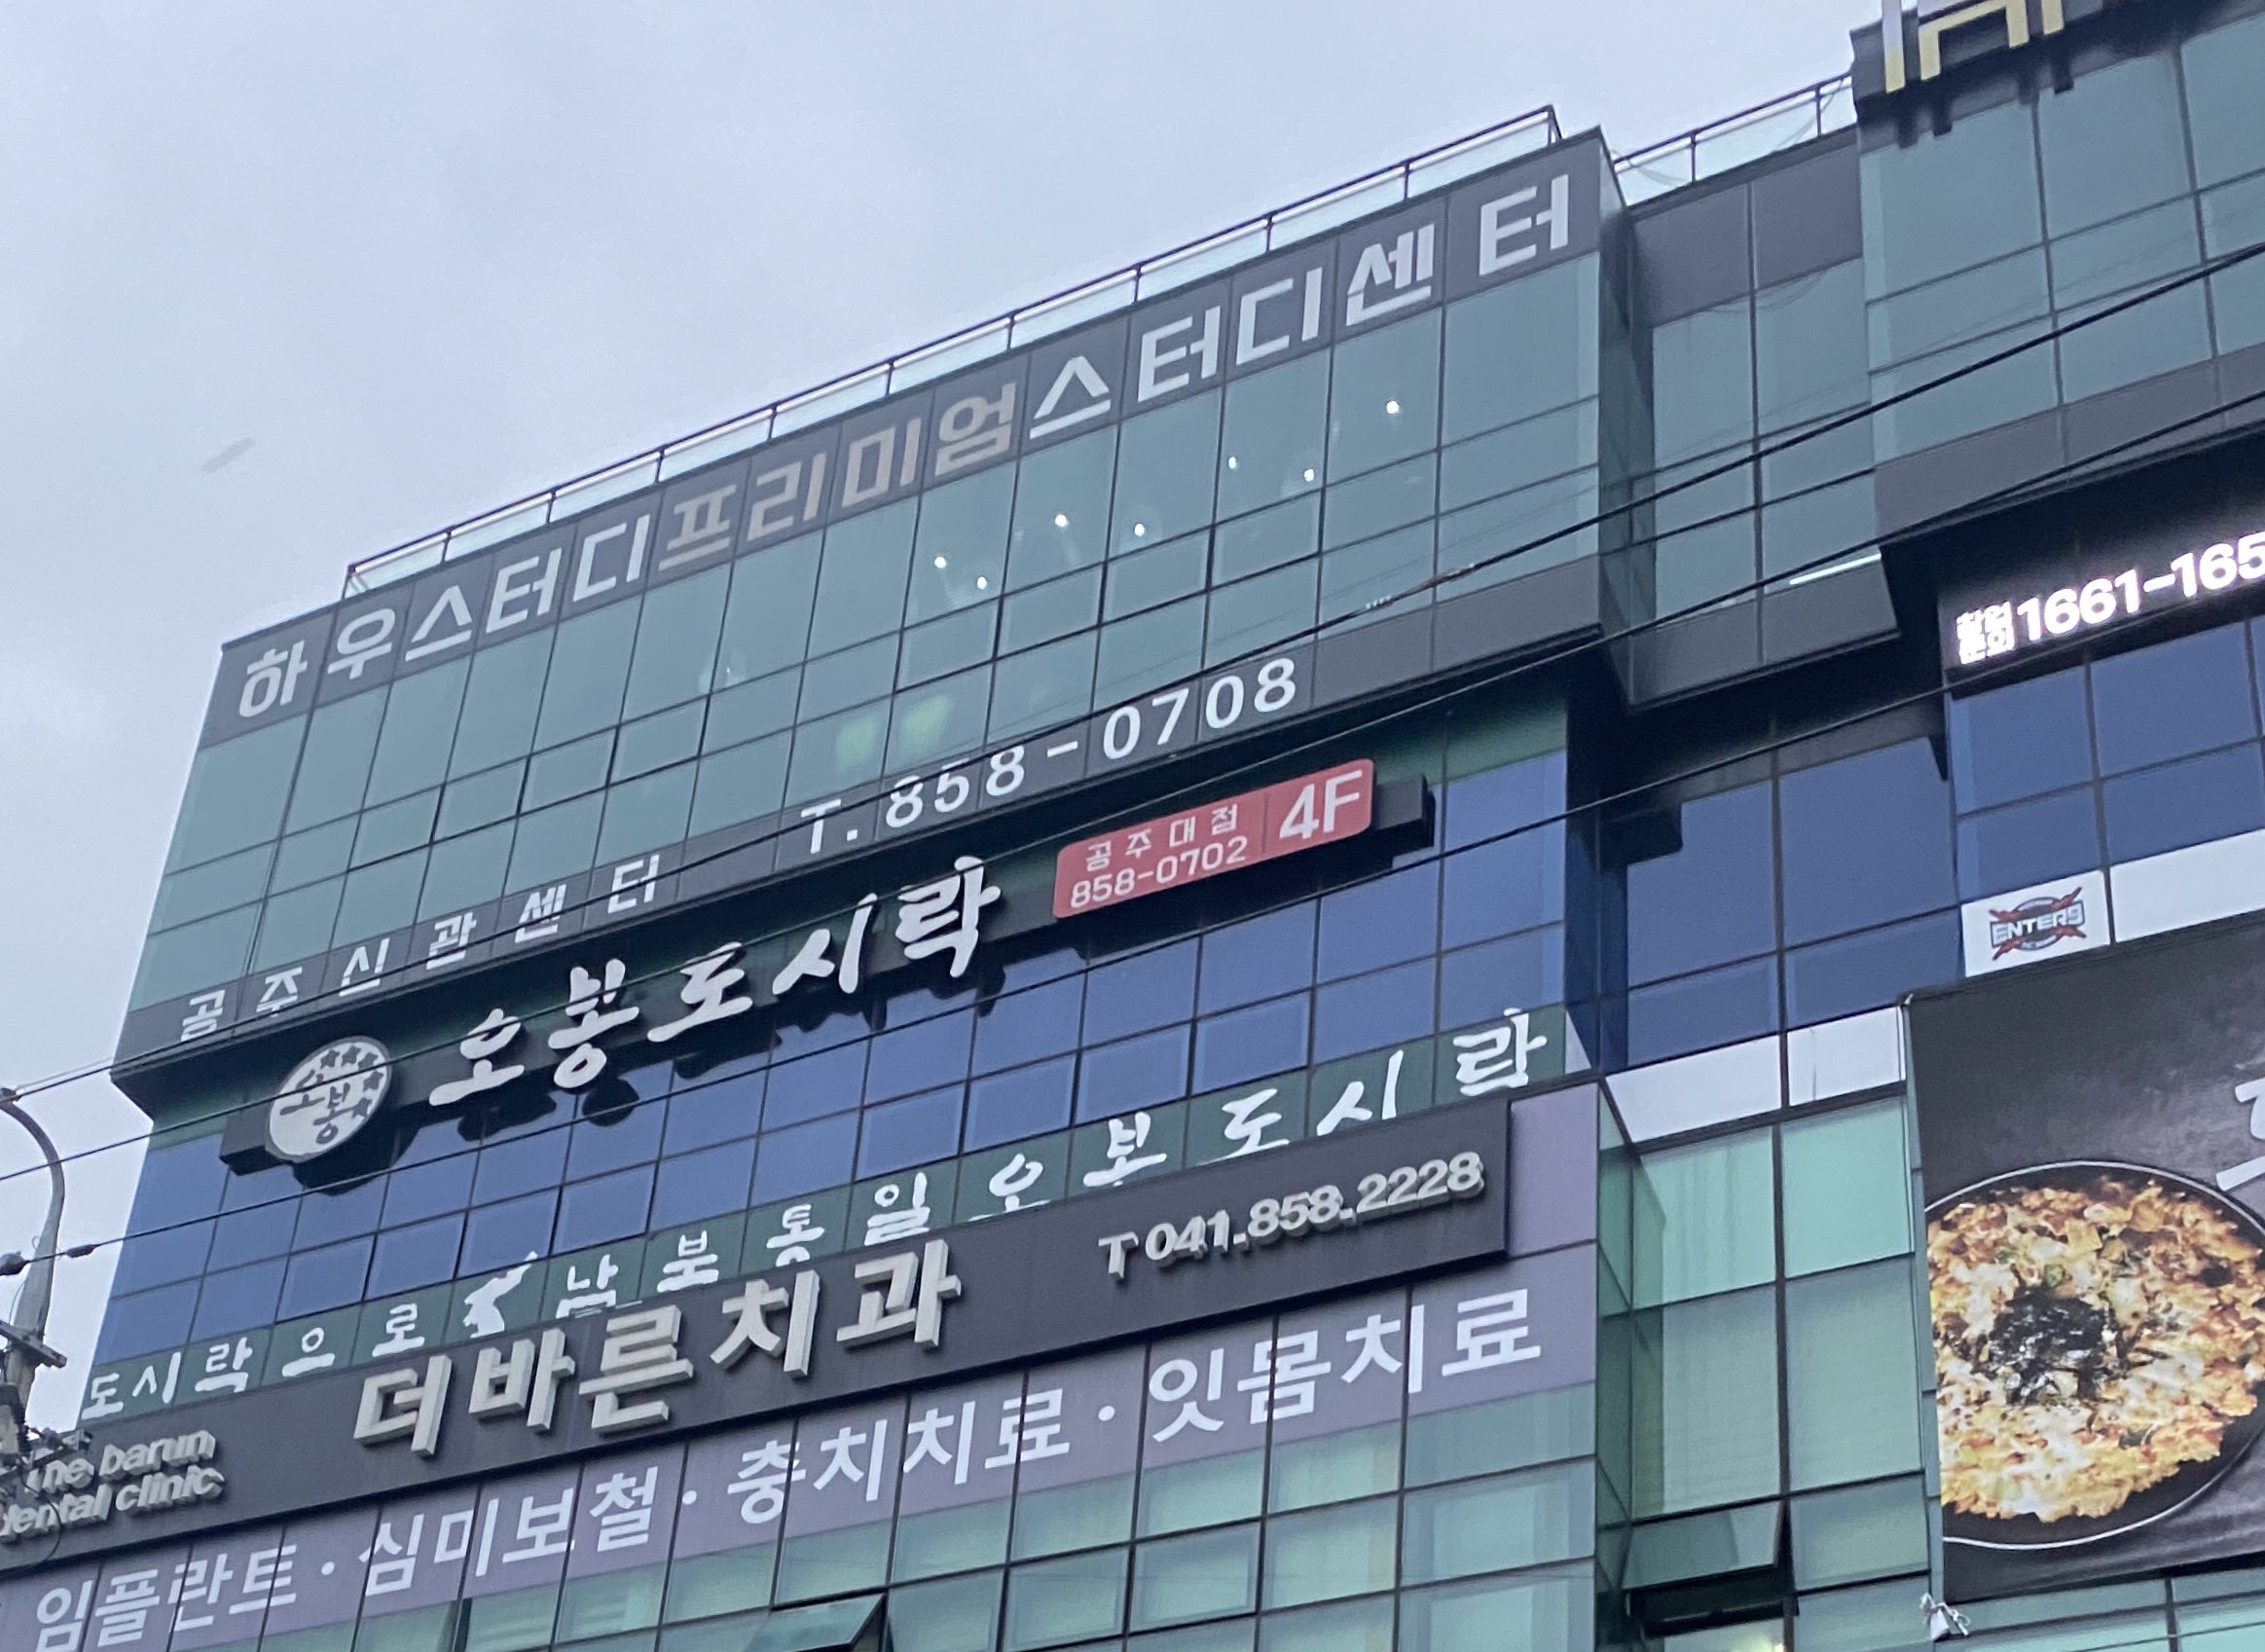 하우스터디프리미엄스터디센터
공주신관센터 T. 858-0708
오봉
오봉도시락
공주대점
858-0702
4F
도시락으로 남북통일 오봉도시락
더바른치과
T 041.858.2228
barun
dental clinic
임플란트·심미보철·충치치료·잇몸치료
1661-165
ENTER9